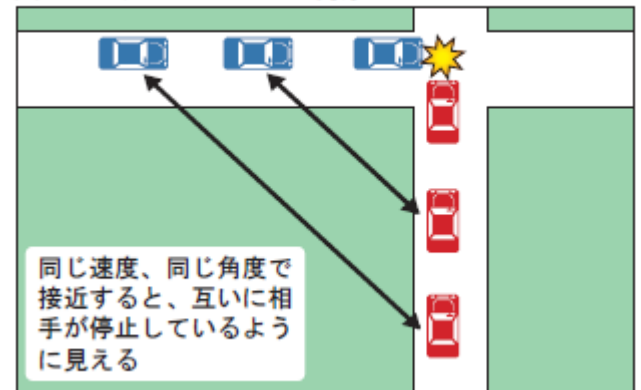 同じ速度、同じ角度で
接近すると、互いに相
手が停止しているよう
に見える